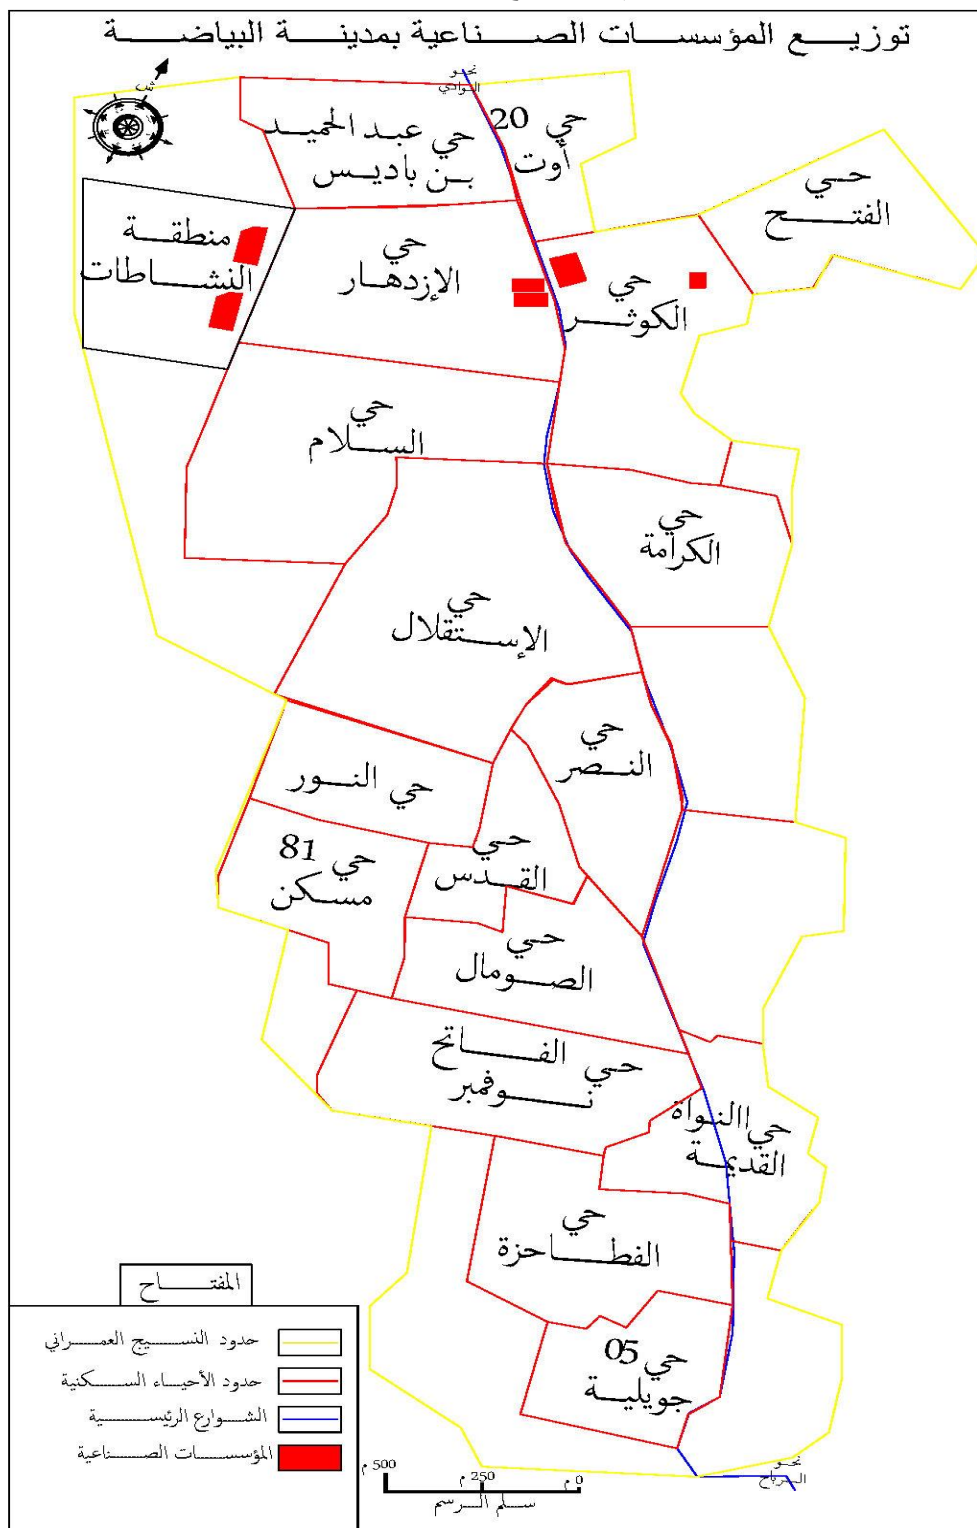 توزيع المؤسسات الصناعية بمدينة البياضة
نحو
الوادي
حي 20
أوت
حي عبد الحميد
بن باديس
حي
الفتح
منطقة
النشاطات
حي
الإزدهار
حي
الكوثر
حي
السلام
حي
الكرامة
حي
الإستقلال
حي
النصر
حي النور
حي
القدس
حي 81
مسكن
حي
الصومال
حي الفاتح
نوفمبر
حي االنواة
القديمة
حي
الفطاحزة
حي 05
جويلية
نحو
الرباح
المفتاح
حدود النسيج العمراني
حدود الأحياء السكنية
الشوارع الرئيسية
المؤسسات الصناعية
500 م
250 م
0 م
سلم الرسم